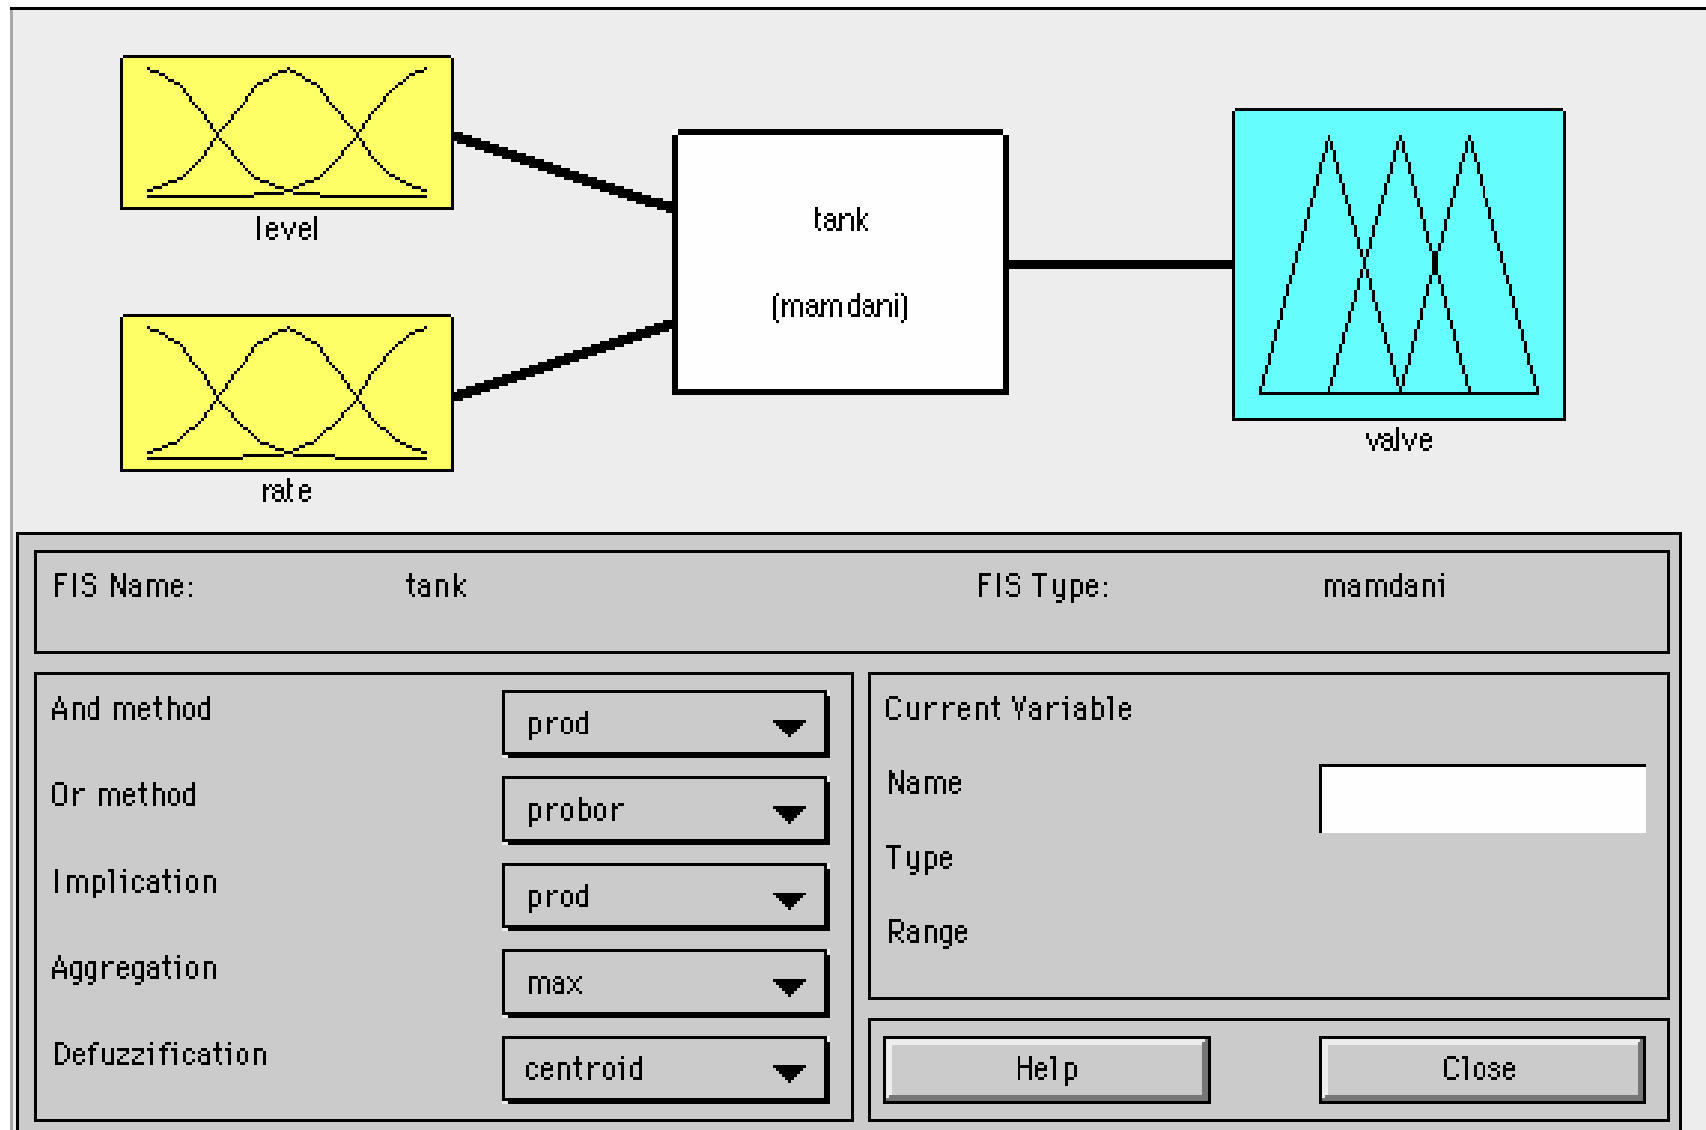 level
tank
(mamdani)
rate
valve
FIS Name: tank FIS Type: mamdani
And method prod
Or method probor
Implication prod
Aggregation max
Defuzzification centroid
Current Variable
Name
Type
Range
Help Close